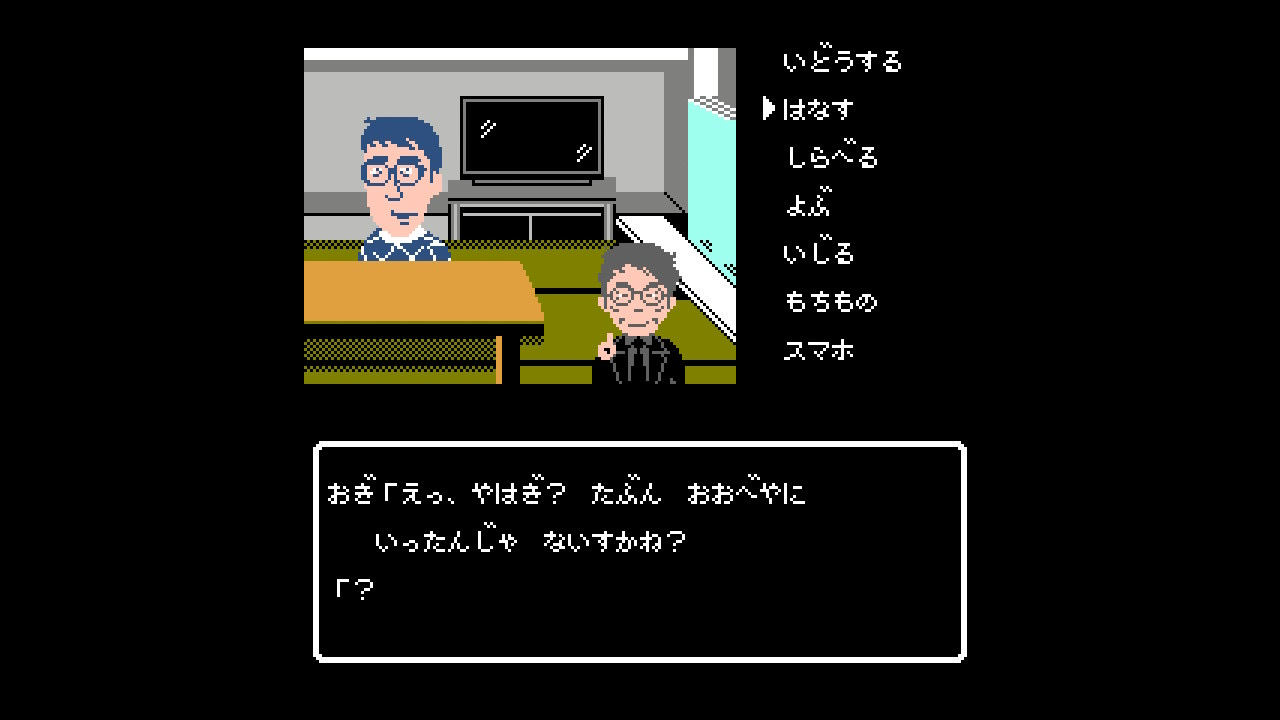 いどうする
はなす
しらべる
よぶ
いじる
もちもの
スマホ
おぎ「えっ、やはぎ？ たぶん おおべやに
いったんじゃ ないすかね？
「？